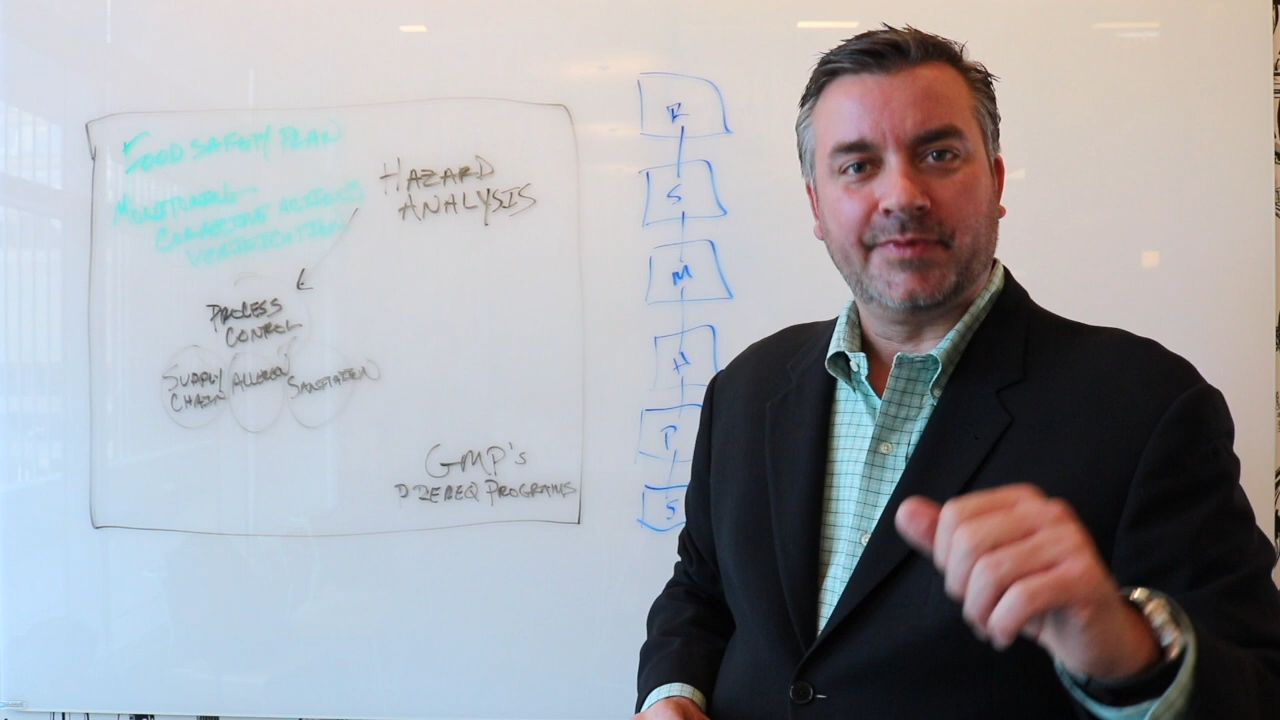 FOOD SAFETY PLAN
MONITORING
CORRECTIVE ACTIONS
VERIFICATION
HAZARD
ANALYSIS
PROCESS
CONTROL
SUPPLY
CHAIN
ALLERGEN
SANITATION
GMP's
PREREQ PROGRAMS
R
S
M
H
P
S